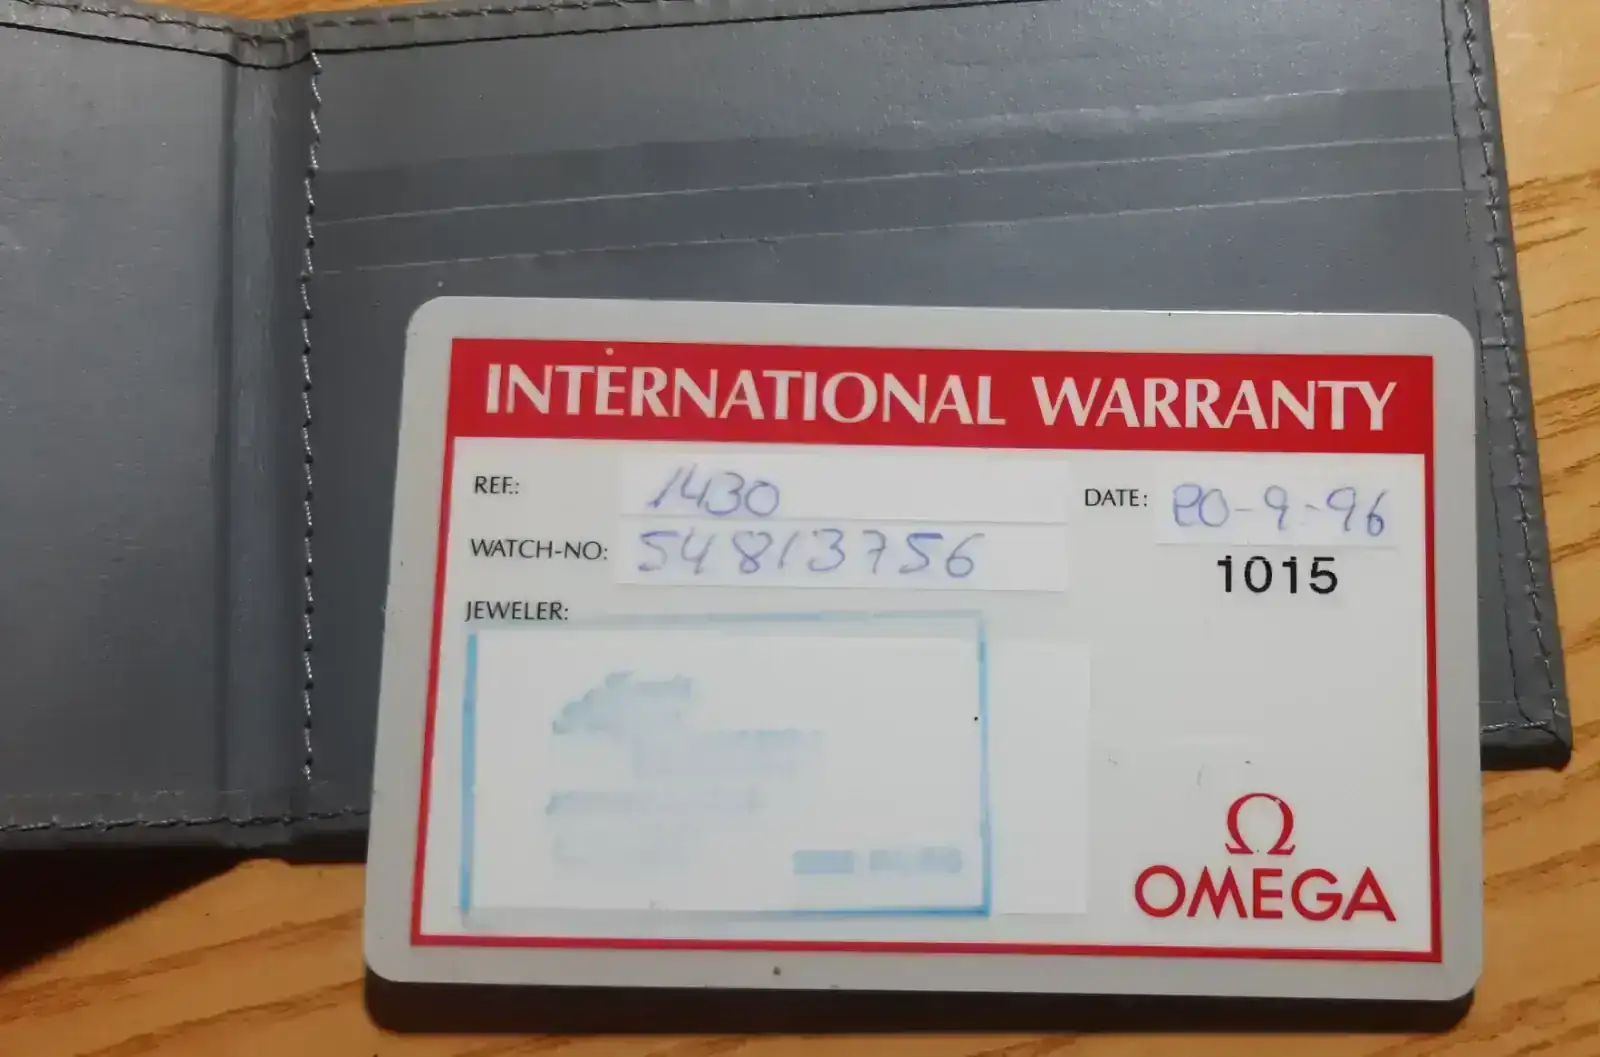 INTERNATIONAL WARRANTY
REF.: 1430
DATE: 20-9-96
WATCH-NO: 54813756
1015
JEWELER:
Ω
OMEGA